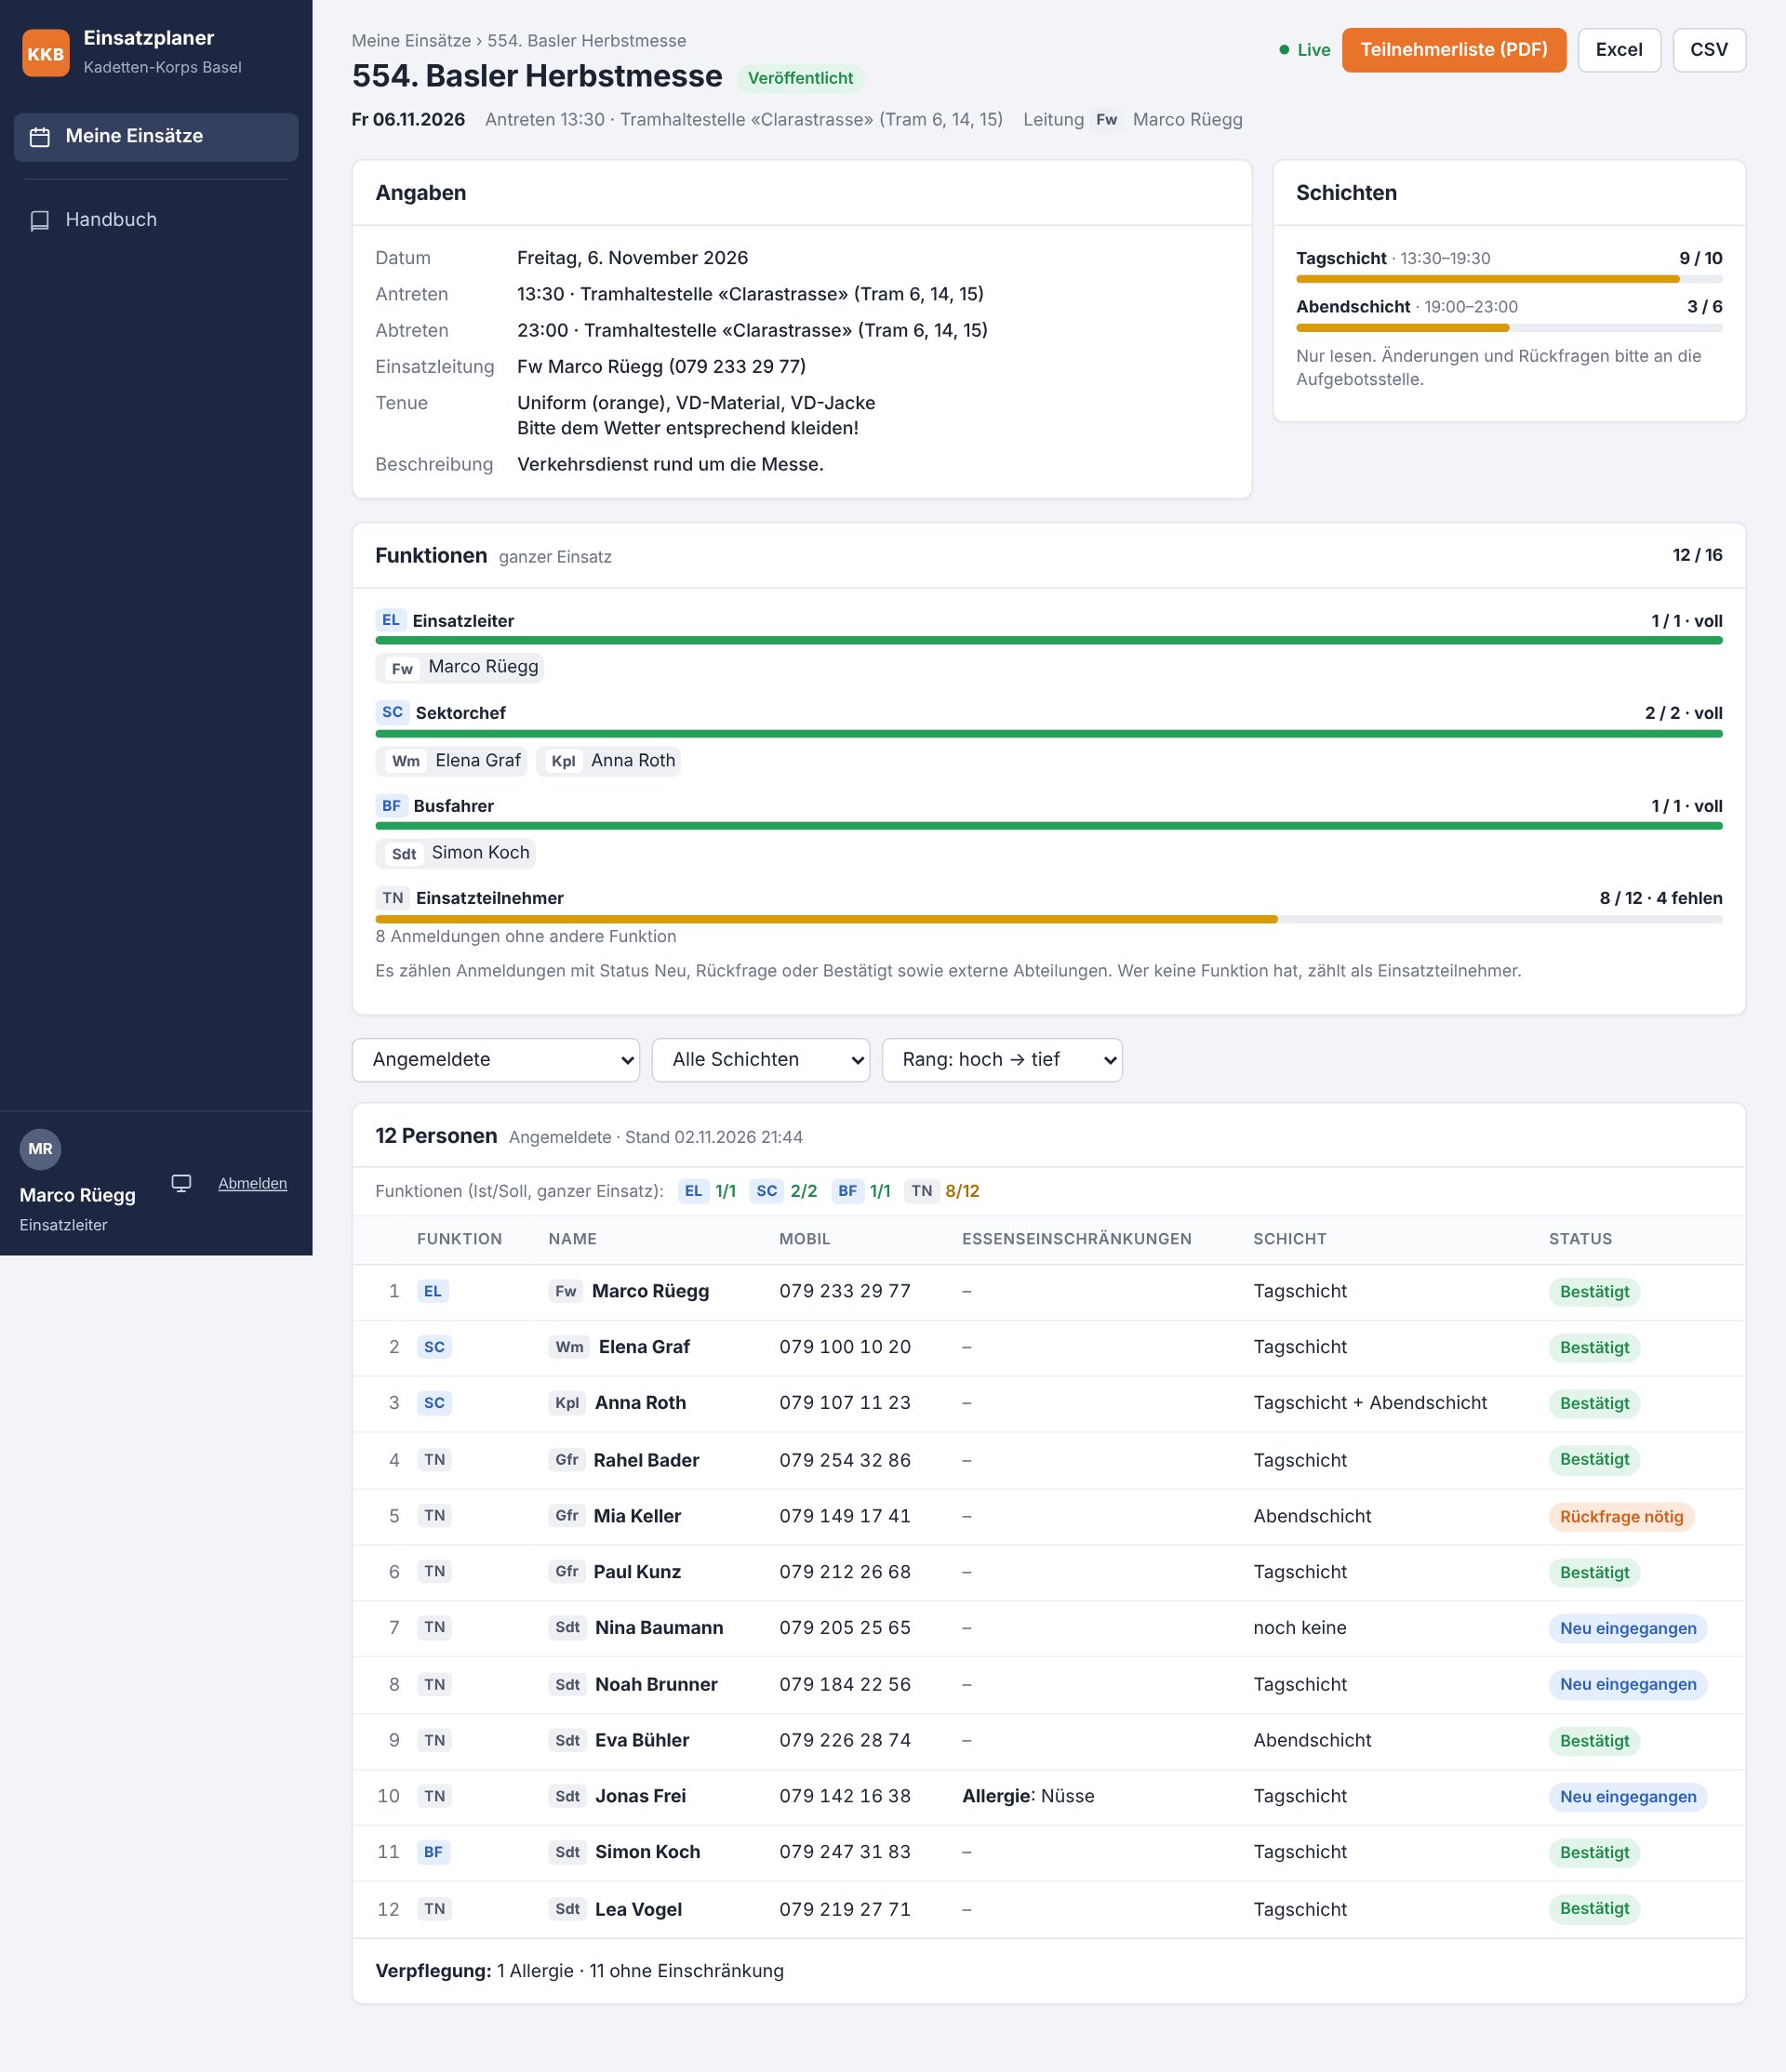 KKB
Einsatzplaner
Kadetten-Korps Basel
Meine Einsätze
Handbuch
MR
Marco Rüegg
Einsatzleiter
Abmelden
Meine Einsätze › 554. Basler Herbstmesse
554. Basler Herbstmesse Veröffentlicht
Live Teilnehmerliste (PDF) Excel CSV
Fr 06.11.2026 Antreten 13:30 · Tramhaltestelle «Clarastrasse» (Tram 6, 14, 15) Leitung Fw Marco Rüegg
Angaben
Datum Freitag, 6. November 2026
Antreten 13:30 · Tramhaltestelle «Clarastrasse» (Tram 6, 14, 15)
Abtreten 23:00 · Tramhaltestelle «Clarastrasse» (Tram 6, 14, 15)
Einsatzleitung Fw Marco Rüegg (079 233 29 77)
Tenue Uniform (orange), VD-Material, VD-Jacke
Bitte dem Wetter entsprechend kleiden!
Beschreibung Verkehrsdienst rund um die Messe.
Schichten
Tagschicht · 13:30–19:30 9 / 10
Abendschicht · 19:00–23:00 3 / 6
Nur lesen. Änderungen und Rückfragen bitte an die
Aufgebotsstelle.
Funktionen ganzer Einsatz 12 / 16
EL Einsatzleiter 1 / 1 · voll
Fw Marco Rüegg
SC Sektorchef 2 / 2 · voll
Wm Elena Graf Kpl Anna Roth
BF Busfahrer 1 / 1 · voll
Sdt Simon Koch
TN Einsatzteilnehmer 8 / 12 · 4 fehlen
8 Anmeldungen ohne andere Funktion
Es zählen Anmeldungen mit Status Neu, Rückfrage oder Bestätigt sowie externe Abteilungen. Wer keine Funktion hat, zählt als Einsatzteilnehmer.
Angemeldete Alle Schichten Rang: hoch → tief
12 Personen Angemeldete · Stand 02.11.2026 21:44
Funktionen (Ist/Soll, ganzer Einsatz): EL 1/1 SC 2/2 BF 1/1 TN 8/12
FUNKTION NAME MOBIL ESSENSEINSCHRÄNKUNGEN SCHICHT STATUS
1 EL Fw Marco Rüegg 079 233 29 77 – Tagschicht Bestätigt
2 SC Wm Elena Graf 079 100 10 20 – Tagschicht Bestätigt
3 SC Kpl Anna Roth 079 107 11 23 – Tagschicht + Abendschicht Bestätigt
4 TN Gfr Rahel Bader 079 254 32 86 – Tagschicht Bestätigt
5 TN Gfr Mia Keller 079 149 17 41 – Abendschicht Rückfrage nötig
6 TN Gfr Paul Kunz 079 212 26 68 – Tagschicht Bestätigt
7 TN Sdt Nina Baumann 079 205 25 65 – noch keine Neu eingegangen
8 TN Sdt Noah Brunner 079 184 22 56 – Tagschicht Neu eingegangen
9 TN Sdt Eva Bühler 079 226 28 74 – Abendschicht Bestätigt
10 TN Sdt Jonas Frei 079 142 16 38 Allergie: Nüsse Tagschicht Neu eingegangen
11 BF Sdt Simon Koch 079 247 31 83 – Tagschicht Bestätigt
12 TN Sdt Lea Vogel 079 219 27 71 – Tagschicht Bestätigt
Verpflegung: 1 Allergie · 11 ohne Einschränkung